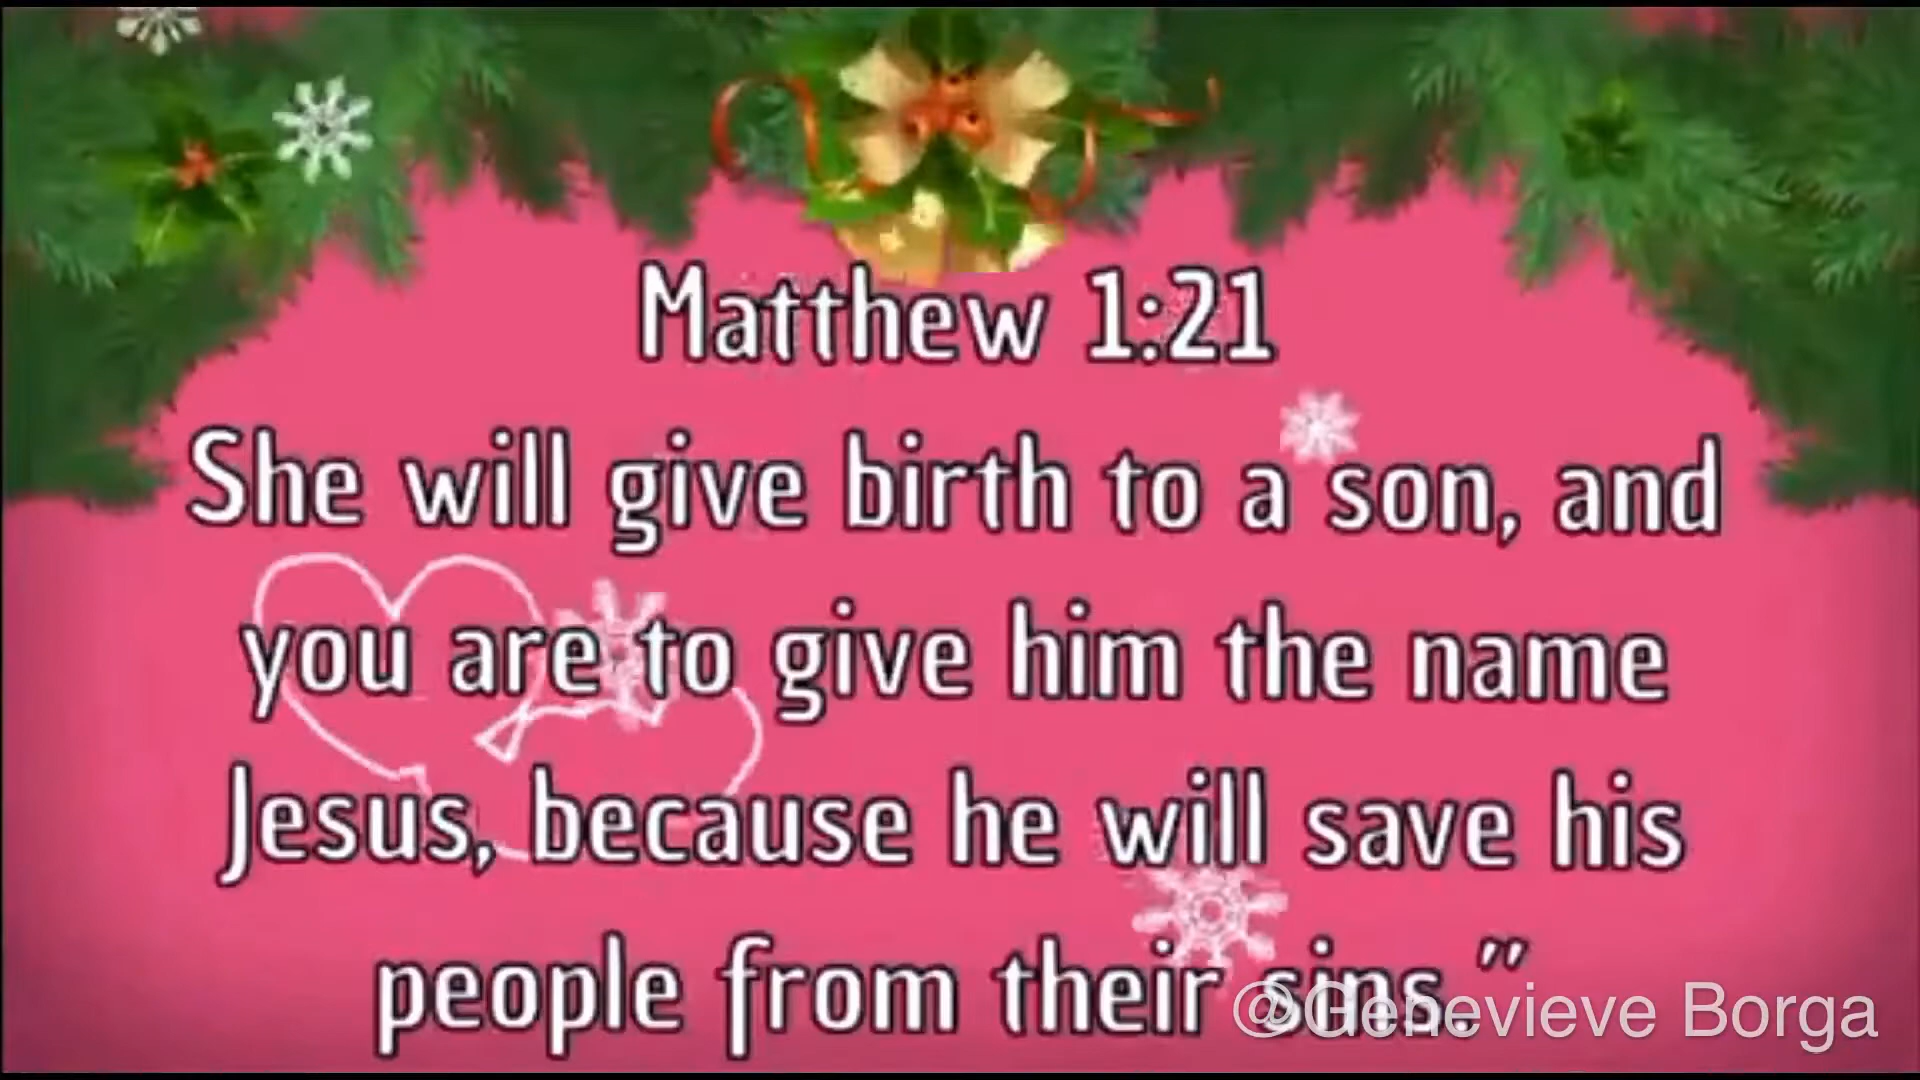 Matthew 1:21
She will give birth to a son, and
you are to give him the name
Jesus, because he will save his
people from their sins.”
@Genevieve Borga